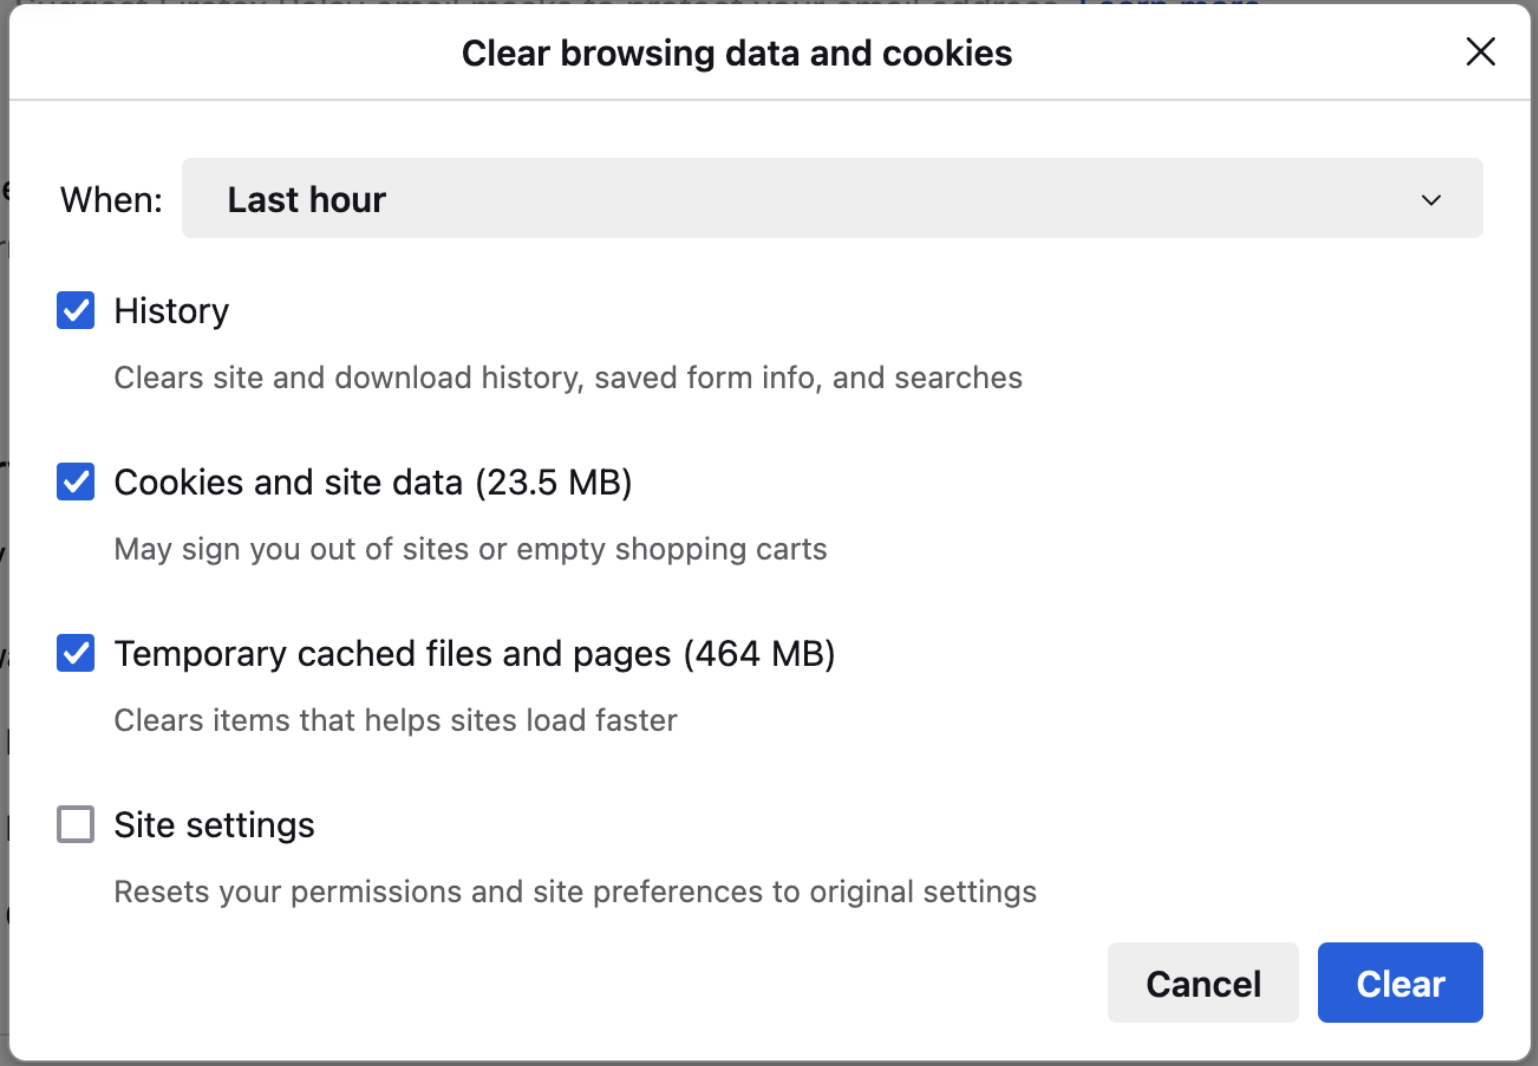 Learn more
Clear browsing data and cookies
When: Last hour
History
Clears site and download history, saved form info, and searches
Cookies and site data (23.5 MB)
May sign you out of sites or empty shopping carts
Temporary cached files and pages (464 MB)
Clears items that helps sites load faster
Site settings
Resets your permissions and site preferences to original settings
Cancel Clear